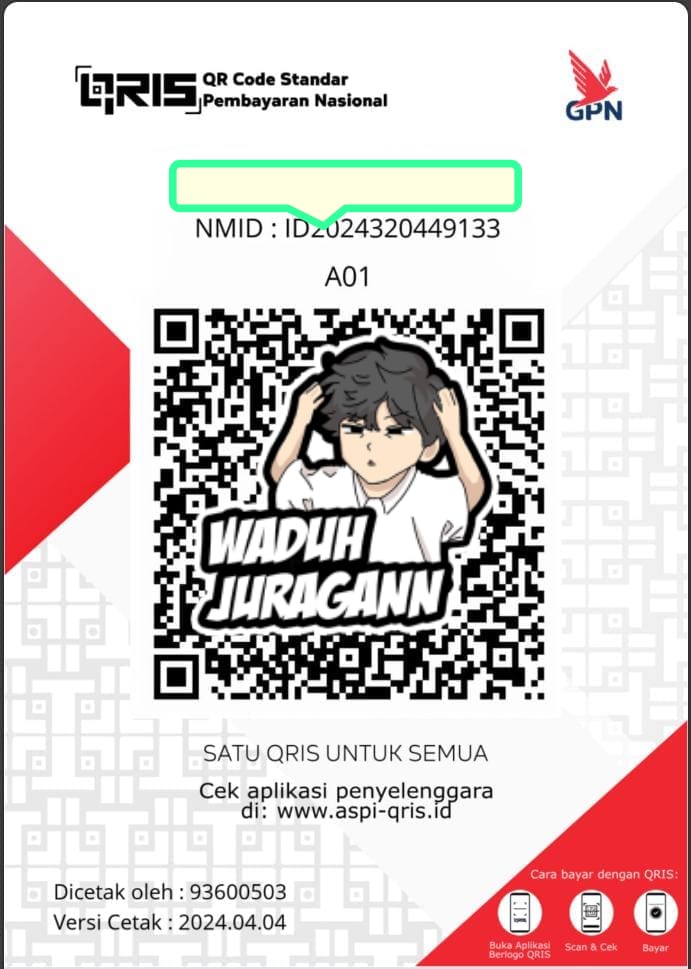 QRIS
QR Code Standar
Pembayaran Nasional
GPN
NMID : ID2024320449133
A01
WADUH
JURAGANN
SATU QRIS UNTUK SEMUA
Cek aplikasi penyelenggara
di: www.aspi-qris.id
Dicetak oleh : 93600503
Versi Cetak : 2024.04.04
Cara bayar dengan QRIS:
Buka Aplikasi
Berlogo QRIS
Scan & Cek
Bayar